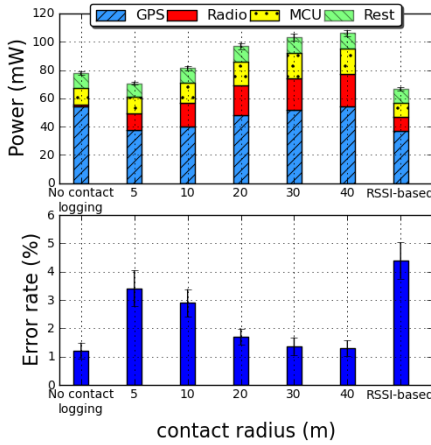 GPS Radio MCU Rest
120
100
80
60
40
20
0
Power (mW)
No contact logging 5 10 20 30 40 RSSI-based
6
5
4
3
2
1
0
Error rate (%)
No contact logging 5 10 20 30 40 RSSI-based
contact radius (m)